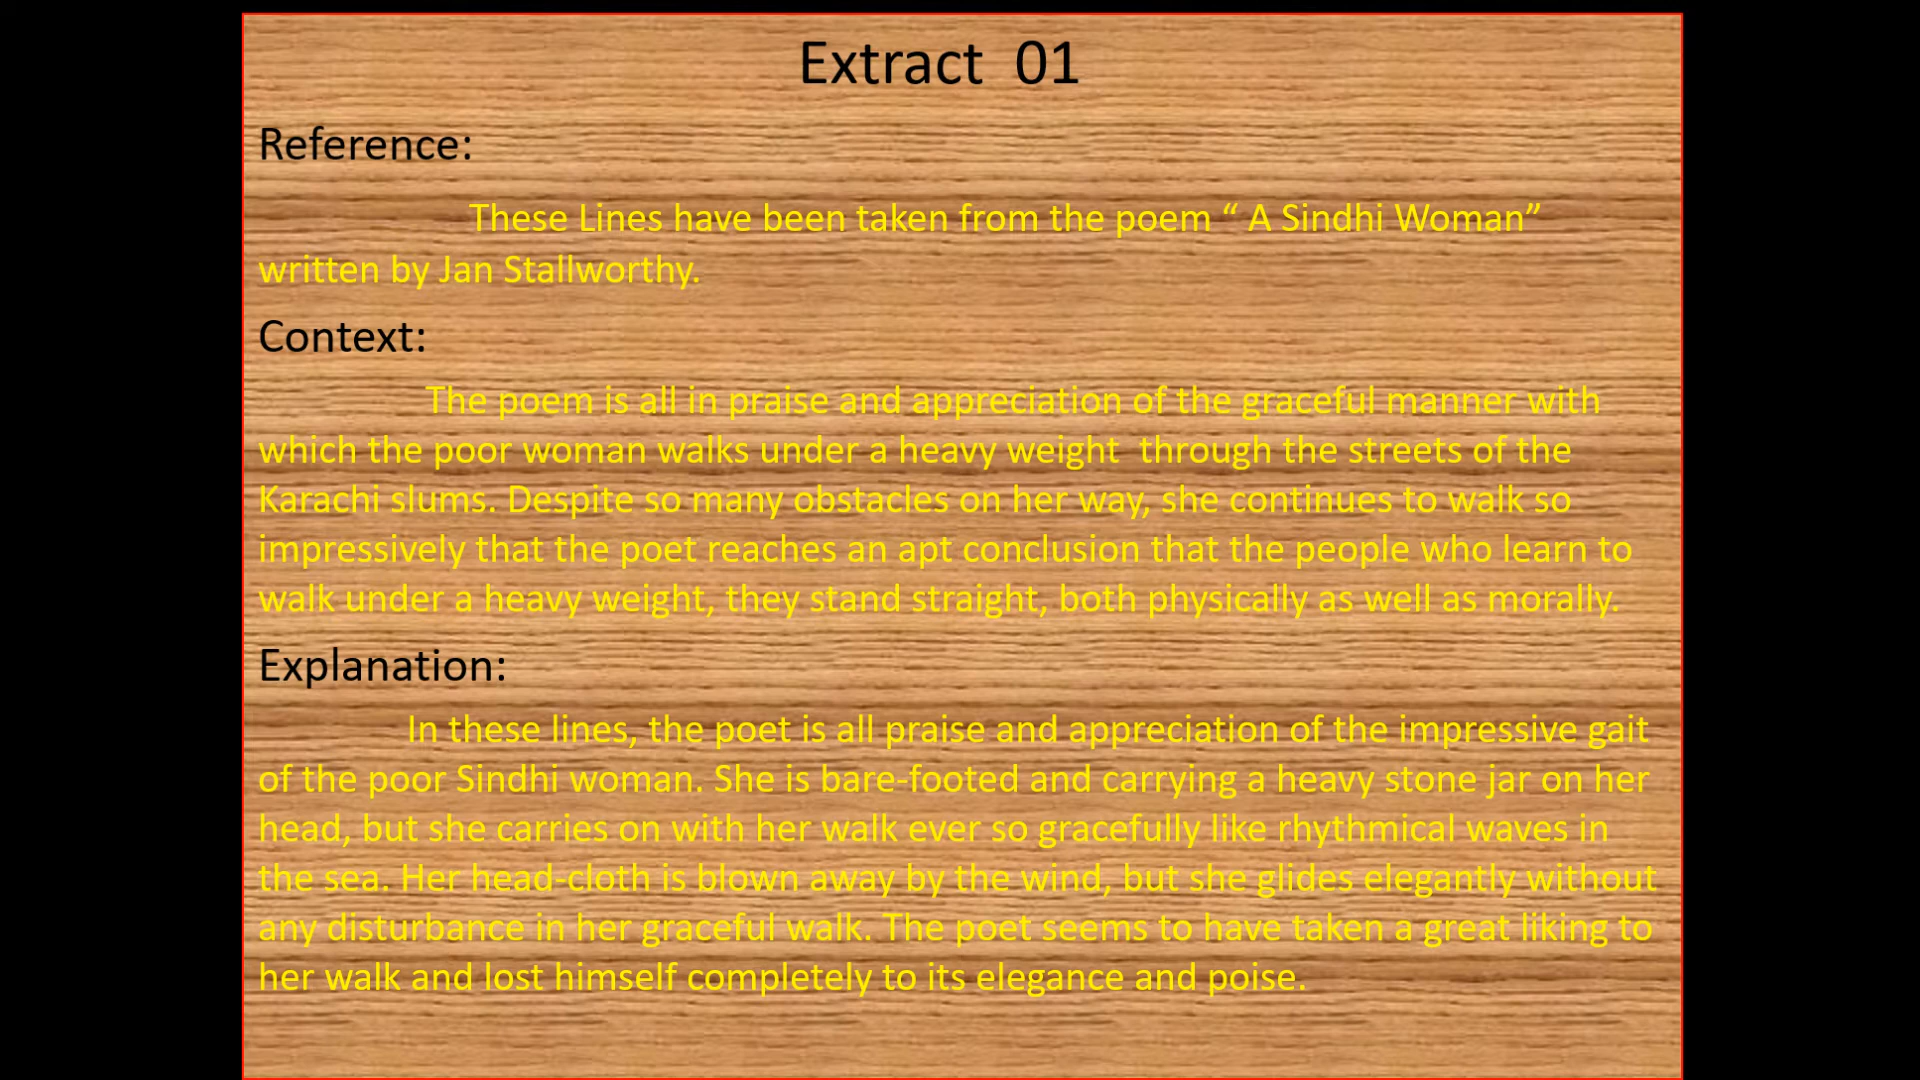 Extract 01
Reference:
These Lines have been taken from the poem “ A Sindhi Woman”
written by Jan Stallworthy.
Context:
The poem is all in praise and appreciation of the graceful manner with
which the poor woman walks under a heavy weight through the streets of the
Karachi slums. Despite so many obstacles on her way, she continues to walk so
impressively that the poet reaches an apt conclusion that the people who learn to
walk under a heavy weight, they stand straight, both physically as well as morally.
Explanation:
In these lines, the poet is all praise and appreciation of the impressive gait
of the poor Sindhi woman. She is bare-footed and carrying a heavy stone jar on her
head, but she carries on with her walk ever so gracefully like rhythmical waves in
the sea. Her head-cloth is blown away by the wind, but she glides elegantly without
any disturbance in her graceful walk. The poet seems to have taken a great liking to
her walk and lost himself completely to its elegance and poise.